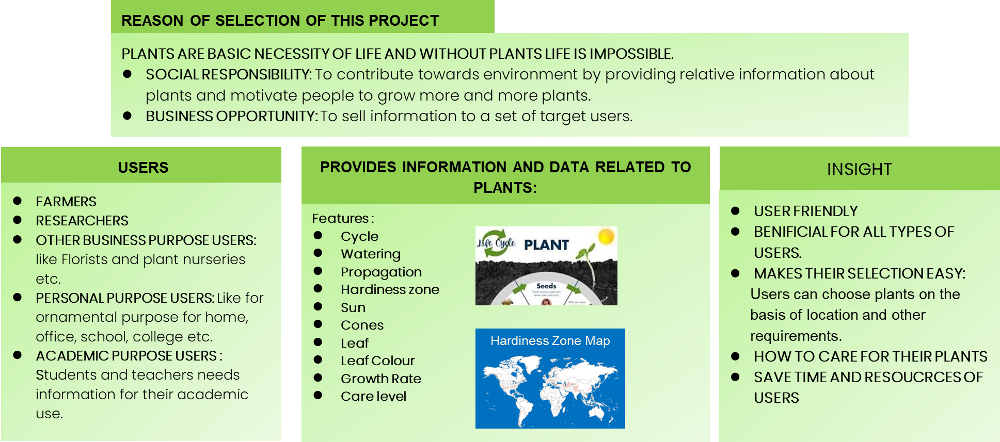 REASON OF SELECTION OF THIS PROJECT
PLANTS ARE BASIC NECESSITY OF LIFE AND WITHOUT PLANTS LIFE IS IMPOSSIBLE.
● SOCIAL RESPONSIBILITY: To contribute towards environment by providing relative information about
plants and motivate people to grow more and more plants.
● BUSINESS OPPORTUNITY: To sell information to a set of target users.
USERS
● FARMERS
● RESEARCHERS
● OTHER BUSINESS PURPOSE USERS:
like Florists and plant nurseries
etc.
● PERSONAL PURPOSE USERS: Like for
ornamental purpose for home,
office, school, college etc.
● ACADEMIC PURPOSE USERS :
Students and teachers needs
information for their academic
use.
PROVIDES INFORMATION AND DATA RELATED TO
PLANTS:
Features :
● Cycle
● Watering
● Propagation
● Hardiness zone
● Sun
● Cones
● Leaf
● Leaf Colour
● Growth Rate
● Care level
Life Cycle
PLANT
Seeds
Hardiness Zone Map
INSIGHT
● USER FRIENDLY
● BENIFICIAL FOR ALL TYPES OF
USERS.
● MAKES THEIR SELECTION EASY:
Users can choose plants on the
basis of location and other
requirements.
● HOW TO CARE FOR THEIR PLANTS
● SAVE TIME AND RESOUCRCES OF
USERS